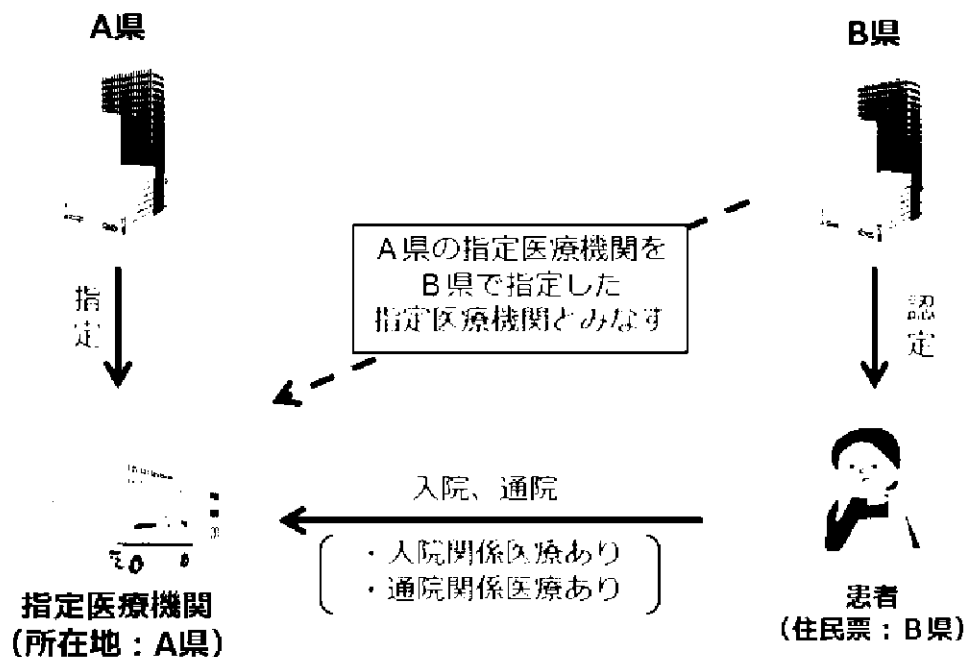 A県
B県
A県の指定医療機関を
B県で指定した
指定医療機関とみなす
指定
認定
入院、通院
・入院関係医療あり
・通院関係医療あり
指定医療機関
(所在地:A県)
患者
(住民票:B県)